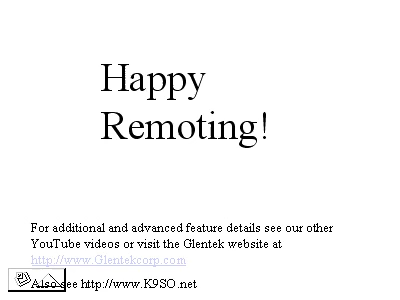 Happy
Remoting!
For additional and advanced feature details see our other
YouTube videos or visit the Glentek website at
http://www.Glentekcorp.com
Also see http://www.K9SO.net